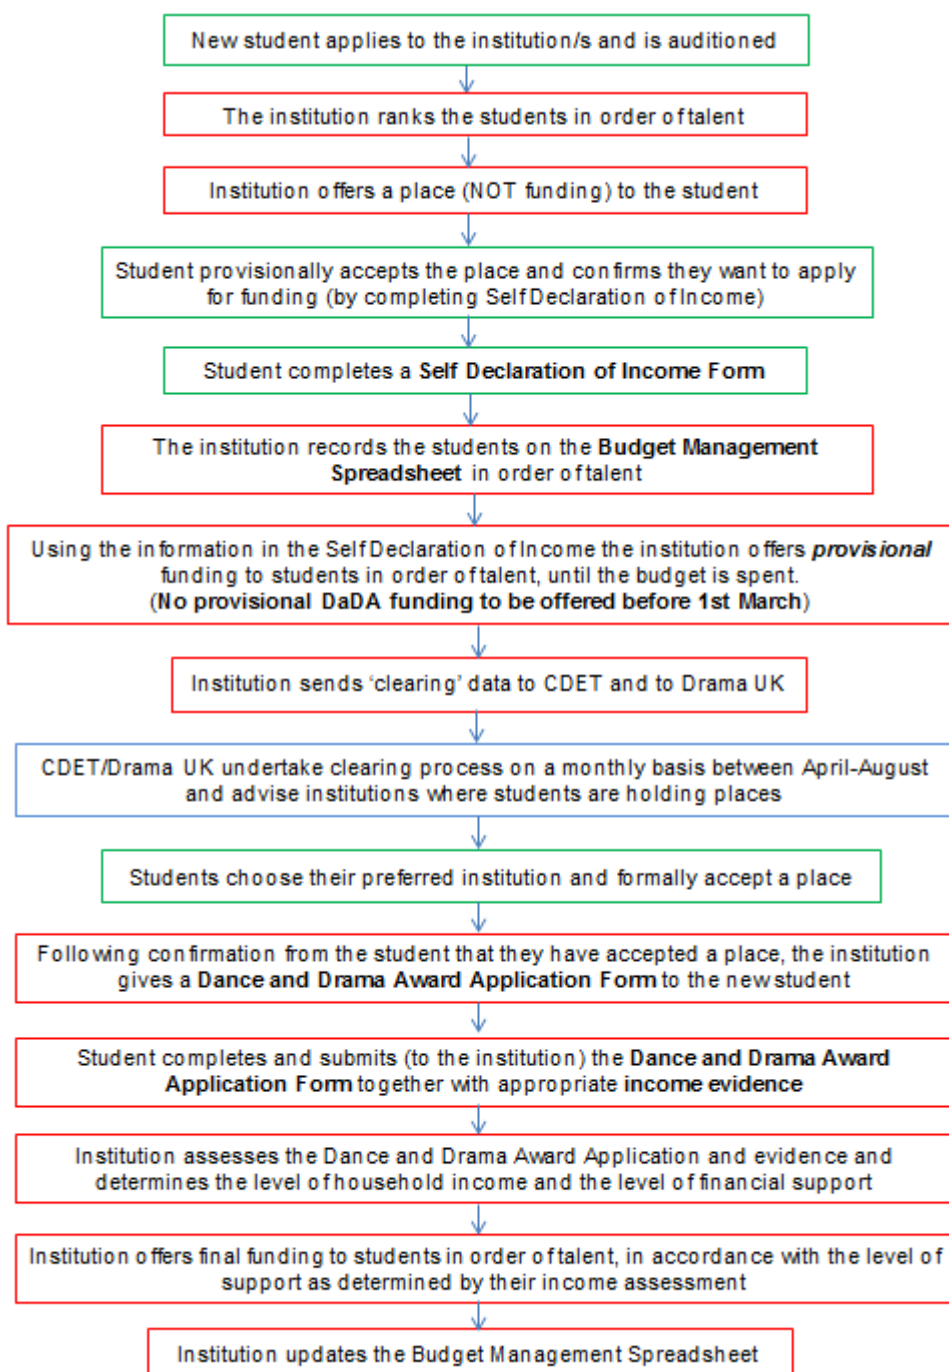 New student applies to the institution/s and is auditioned
The institution ranks the students in order of talent
Institution offers a place (NOT funding) to the student
Student provisionally accepts the place and confirms they want to apply
for funding (by completing Self Declaration of Income)
Student completes a Self Declaration of Income Form
The institution records the students on the Budget Management
Spreadsheet in order of talent
Using the information in the Self Declaration of Income the institution offers provisional
funding to students in order of talent, until the budget is spent.
(No provisional DaDA funding to be offered before 1st March)
Institution sends ‘clearing’ data to CDET and to Drama UK
CDET/Drama UK undertake clearing process on a monthly basis between April-August
and advise institutions where students are holding places
Students choose their preferred institution and formally accept a place
Following confirmation from the student that they have accepted a place, the institution
gives a Dance and Drama Award Application Form to the new student
Student completes and submits (to the institution) the Dance and Drama Award
Application Form together with appropriate income evidence
Institution assesses the Dance and Drama Award Application and evidence and
determines the level of household income and the level of financial support
Institution offers final funding to students in order of talent, in accordance with the level of
support as determined by their income assessment
Institution updates the Budget Management Spreadsheet